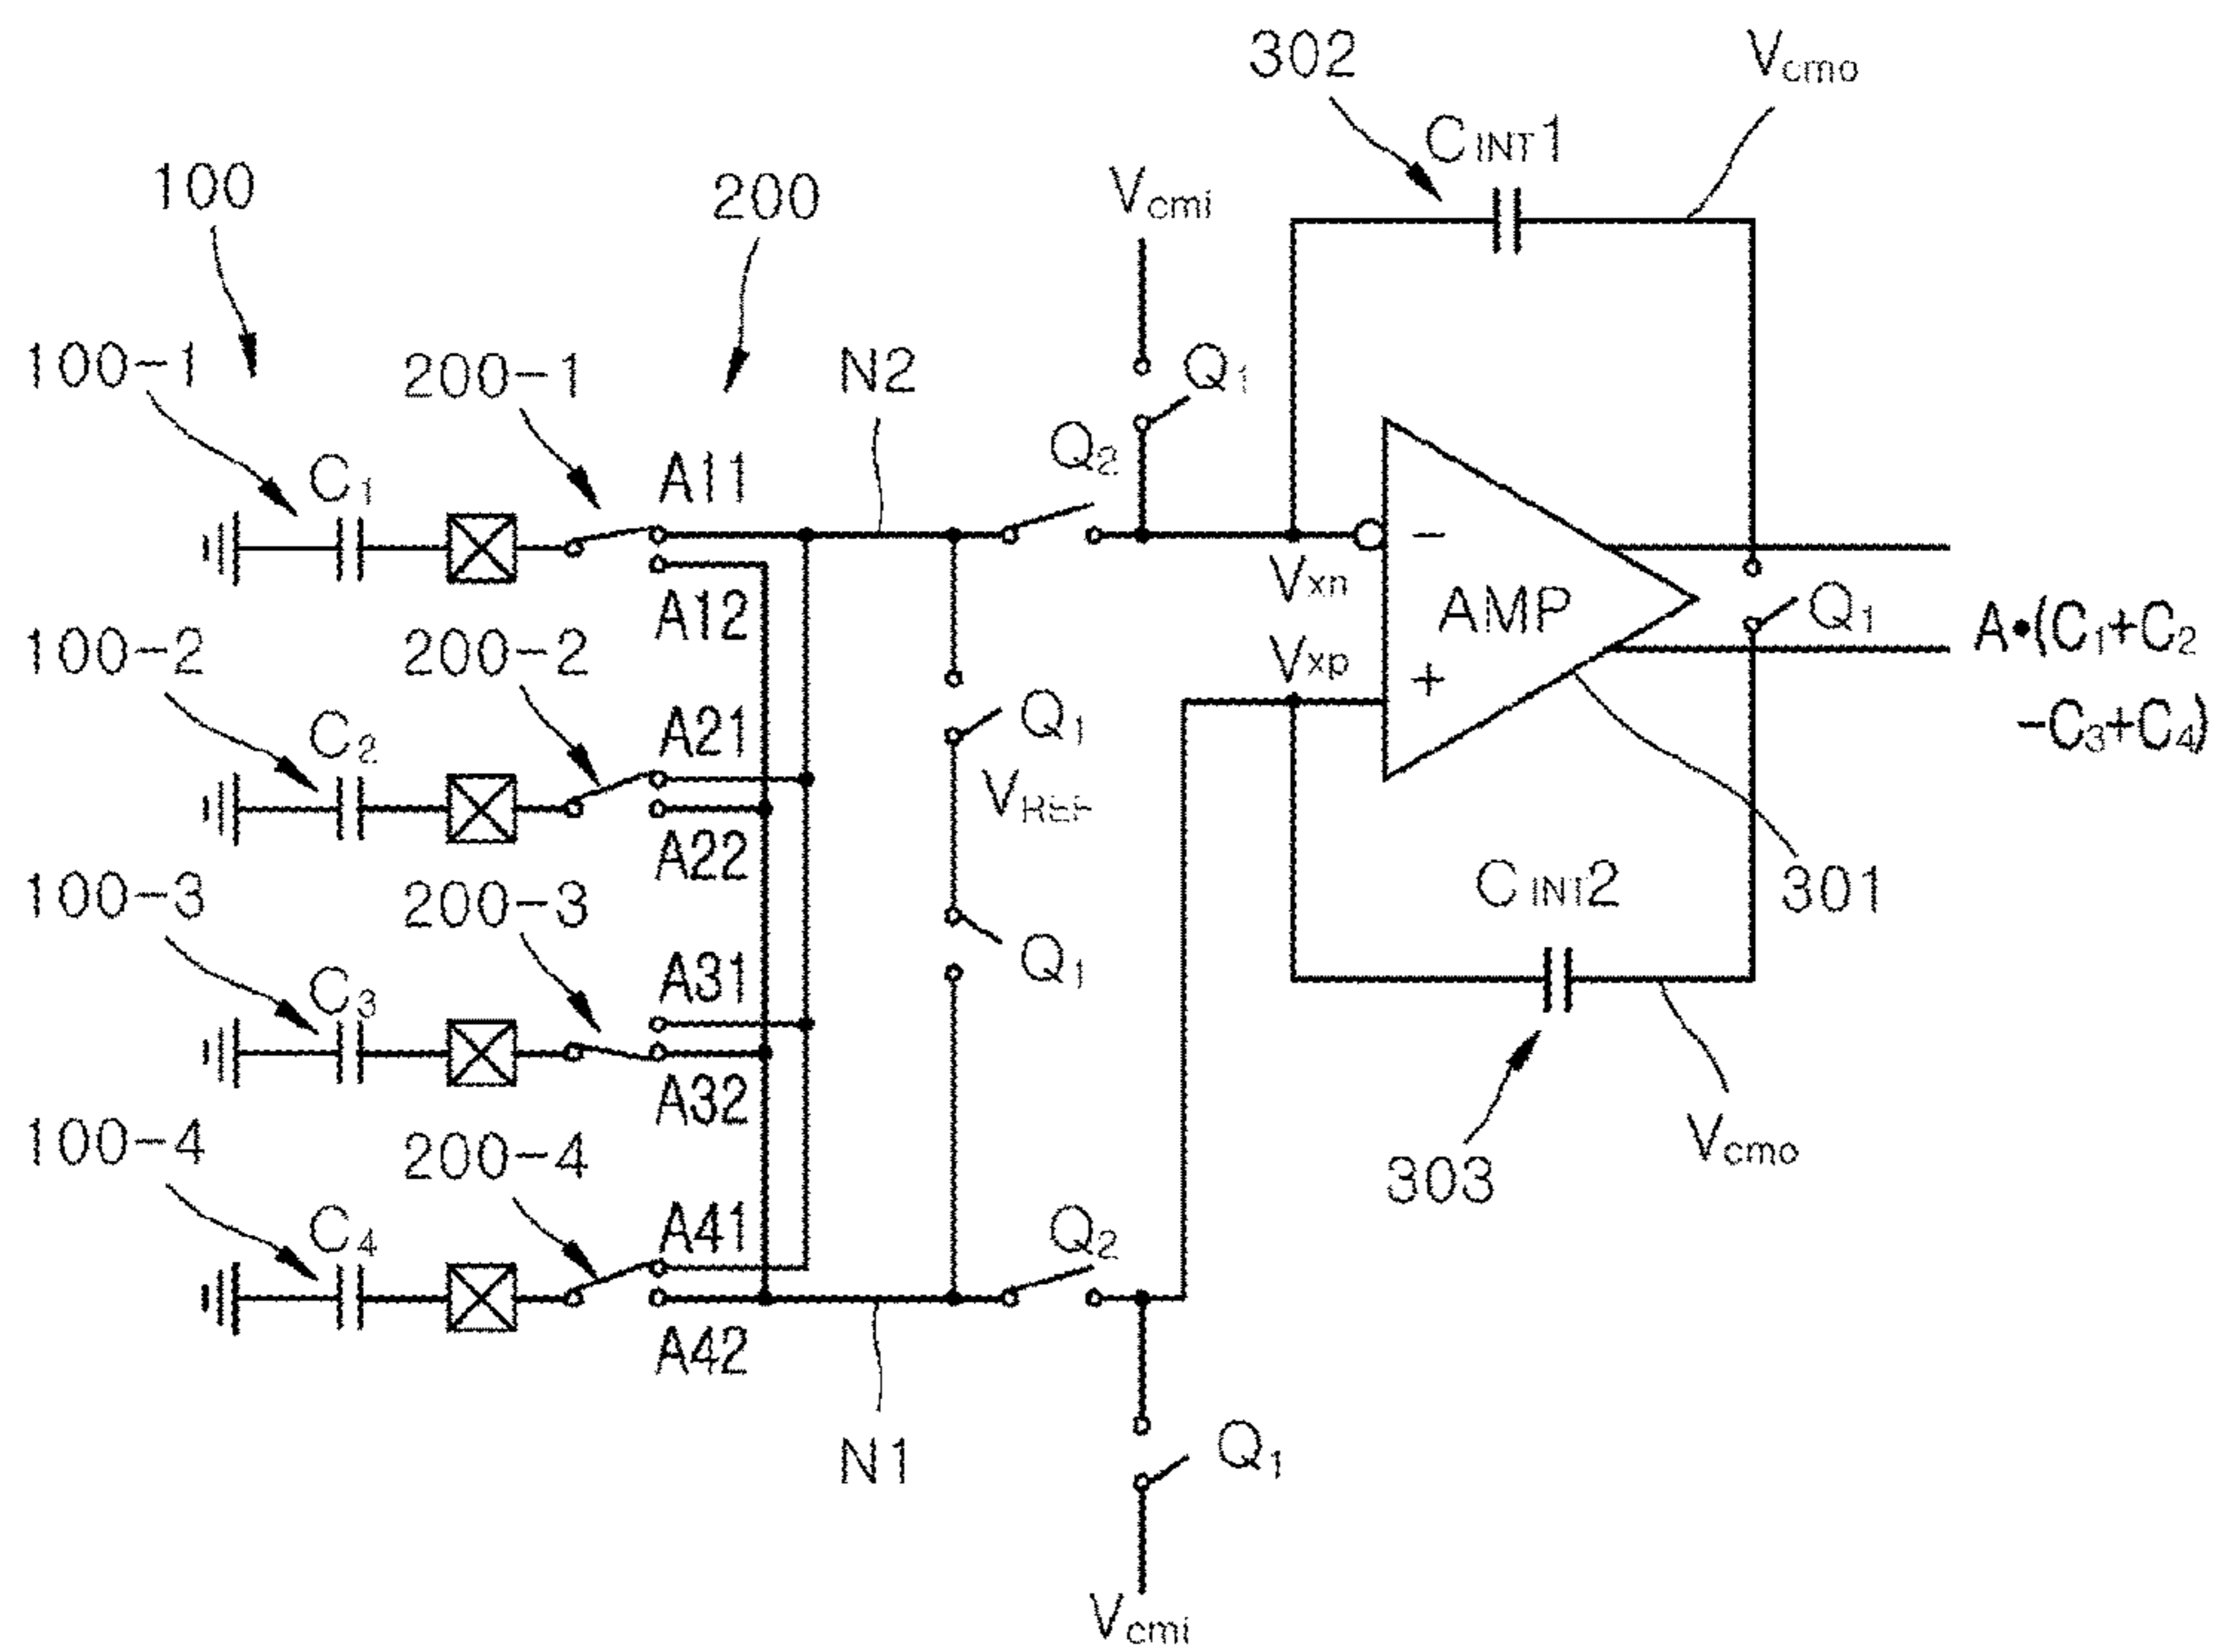 302
Vcmo
CINT1
100
200
Vcmi
100-1
200-1
N2
Q1
Q2
C1
A11
Vxn
-
AMP
A12
Q1
100-2
200-2
Vxp
+
A•(C1+C2
-C3+C4)
C2
A21
Q1
VREF
A22
CINT2
301
100-3
200-3
C3
A31
Q1
A32
100-4
200-4
303
Vcmo
C4
A41
Q2
A42
N1
Q1
Vcmi